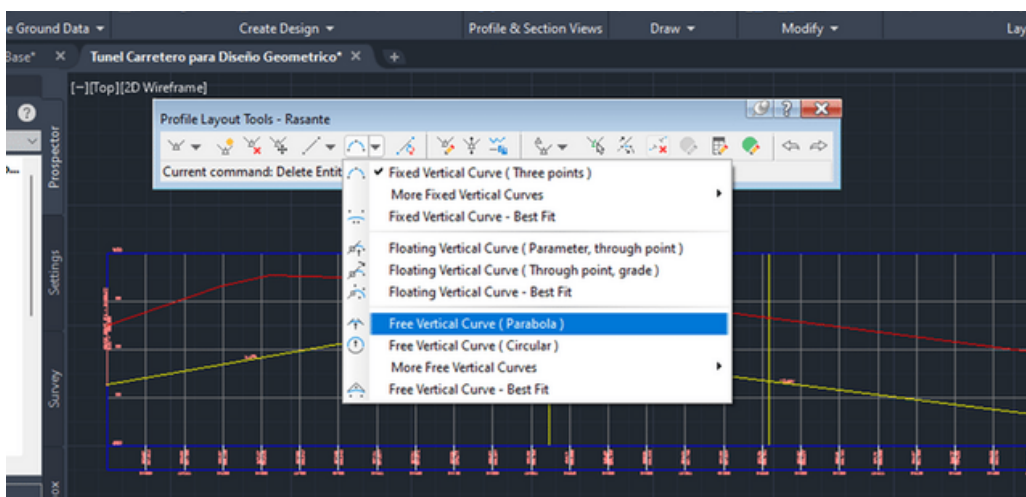 e Ground Data
Create Design
Profile & Section Views
Draw
Modify
Lay
Base*
Tunel Carretero para Diseño Geometrico*
[-][Top][2D Wireframe]
Profile Layout Tools - Rasante
Current command: Delete Entit
Fixed Vertical Curve ( Three points )
More Fixed Vertical Curves
Fixed Vertical Curve - Best Fit
Floating Vertical Curve ( Parameter, through point )
Floating Vertical Curve ( Through point, grade )
Floating Vertical Curve - Best Fit
Free Vertical Curve ( Parabola )
Free Vertical Curve ( Circular )
More Free Vertical Curves
Free Vertical Curve - Best Fit
Prospector
Settings
Survey
ox